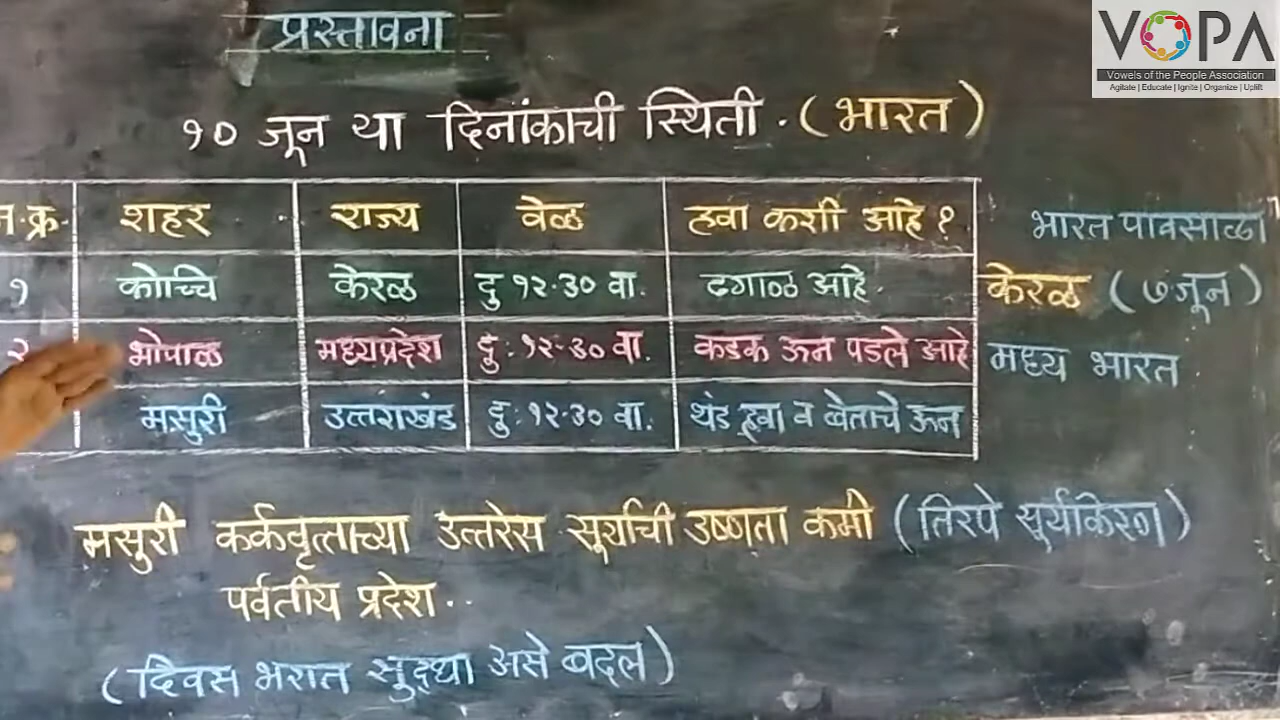 प्रस्तावना
VOPA
Vowels of the People Association
Agitate | Educate | Ignite | Organize | Uplift
१० जून या दिनांकाची स्थिती. (भारत)
क्र. शहर राज्य वेळ हवा कशी आहे ?
भारत पावसाळा
१ कोच्चि केरळ दु १२.३० वा. ढगाळ आहे.
केरळ (७ जून)
२ भोपाळ मध्यप्रदेश दु: १२.३० वा. कडक ऊन पडले आहे
मध्य भारत
मसुरी उत्तराखंड दु: १२.३० वा. थंड हवा व बेताचे ऊन
मसुरी कर्कवृत्ताच्या उत्तरेस सूर्याची उष्णता कमी (तिरपे सूर्यकिरण)
पर्वतीय प्रदेश..
(दिवस भरात सुद्धा असे बदल)